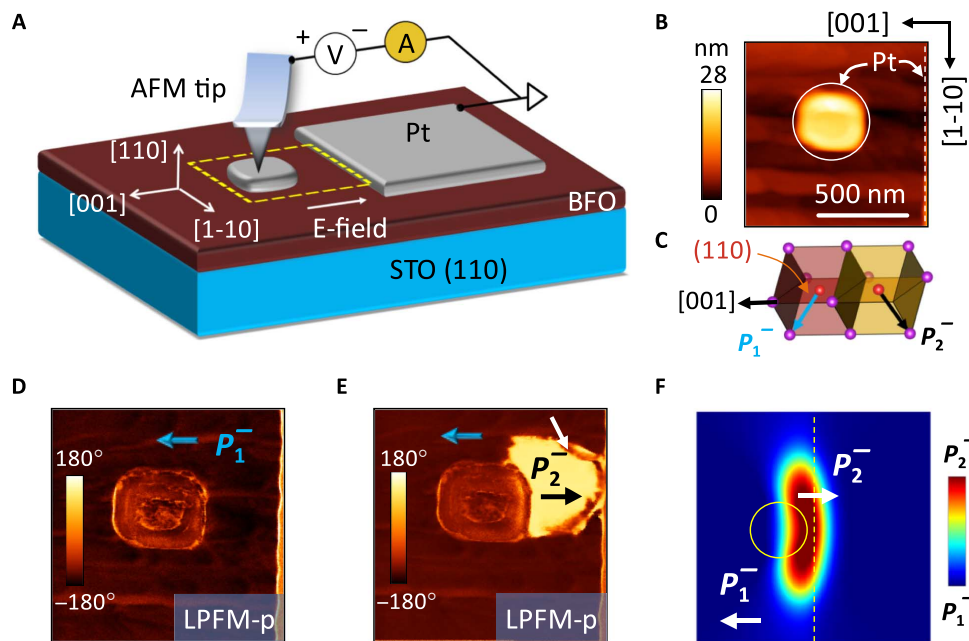 A
+
−
V
A
AFM tip
Pt
[110]
[001]
[1-10]
E-field
BFO
STO (110)
B
[001]
[1-10]
nm
28
0
Pt
500 nm
C
(110)
[001]
P₁⁻
P₂⁻
D
P₁⁻
180°
−180°
LPFM-p
E
180°
−180°
P₂⁻
LPFM-p
F
P₂⁻
P₁⁻
P₂⁻
P₁⁻